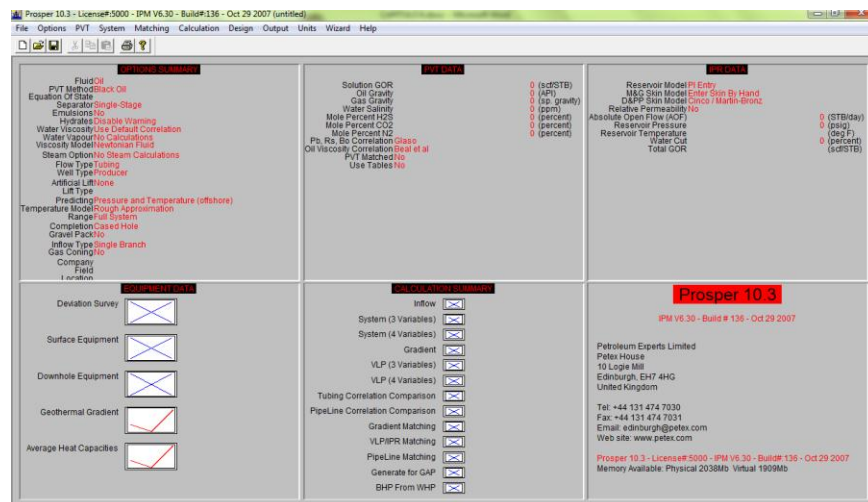 Prosper 10.3 - License#:5000 - IPM V6.30 - Build#:136 - Oct 29 2007 (untitled)
File Options PVT System Matching Calculation Design Output Units Wizard Help
OPTIONS SUMMARY
Fluid Oil
PVT Method Black Oil
Equation Of State
Separator Single-Stage
Emulsions No
Hydrates Disable Warning
Water Viscosity Use Default Correlation
Water Vapour No Calculations
Viscosity Model Newtonian Fluid
Steam Option No Steam Calculations
Flow Type Tubing
Well Type Producer
Artificial Lift None
Lift Type
Predicting Pressure and Temperature (offshore)
Temperature Model Rough Approximation
Range Full System
Completion Cased Hole
Gravel Pack No
Inflow Type Single Branch
Gas Coning No
Company
Field
Location
PVT DATA
Solution GOR 0 (scf/STB)
Oil Gravity 0 (API)
Gas Gravity 0 (sp. gravity)
Water Salinity 0 (ppm)
Mole Percent H2S 0 (percent)
Mole Percent CO2 0 (percent)
Mole Percent N2 0 (percent)
Pb, Rs, Bo Correlation Glaso
Oil Viscosity Correlation Beal et al
PVT Matched No
Use Tables No
IPR DATA
Reservoir Model PI Entry
M&G Skin Model Enter Skin By Hand
D&PP Skin Model Cinco / Martin-Bronz
Relative Permeability No
Absolute Open Flow (AOF) 0 (STB/day)
Reservoir Pressure 0 (psig)
Reservoir Temperature (deg F)
Water Cut 0 (percent)
Total GOR (scf/STB)
EQUIPMENT DATA
Deviation Survey
Surface Equipment
Downhole Equipment
Geothermal Gradient
Average Heat Capacities
CALCULATION SUMMARY
Inflow
System (3 Variables)
System (4 Variables)
Gradient
VLP (3 Variables)
VLP (4 Variables)
Tubing Correlation Comparison
PipeLine Correlation Comparison
Gradient Matching
VLP/IPR Matching
PipeLine Matching
Generate for GAP
BHP From WHP
Prosper 10.3
IPM V6.30 - Build # 136 - Oct 29 2007
Petroleum Experts Limited
Petex House
10 Logie Mill
Edinburgh, EH7 4HG
United Kingdom
Tel: +44 131 474 7030
Fax: +44 131 474 7031
Email: edinburgh@petex.com
Web site: www.petex.com
Prosper 10.3 - License#:5000 - IPM V6.30 - Build#:136 - Oct 29 2007
Memory Available: Physical 2038Mb Virtual 1909Mb